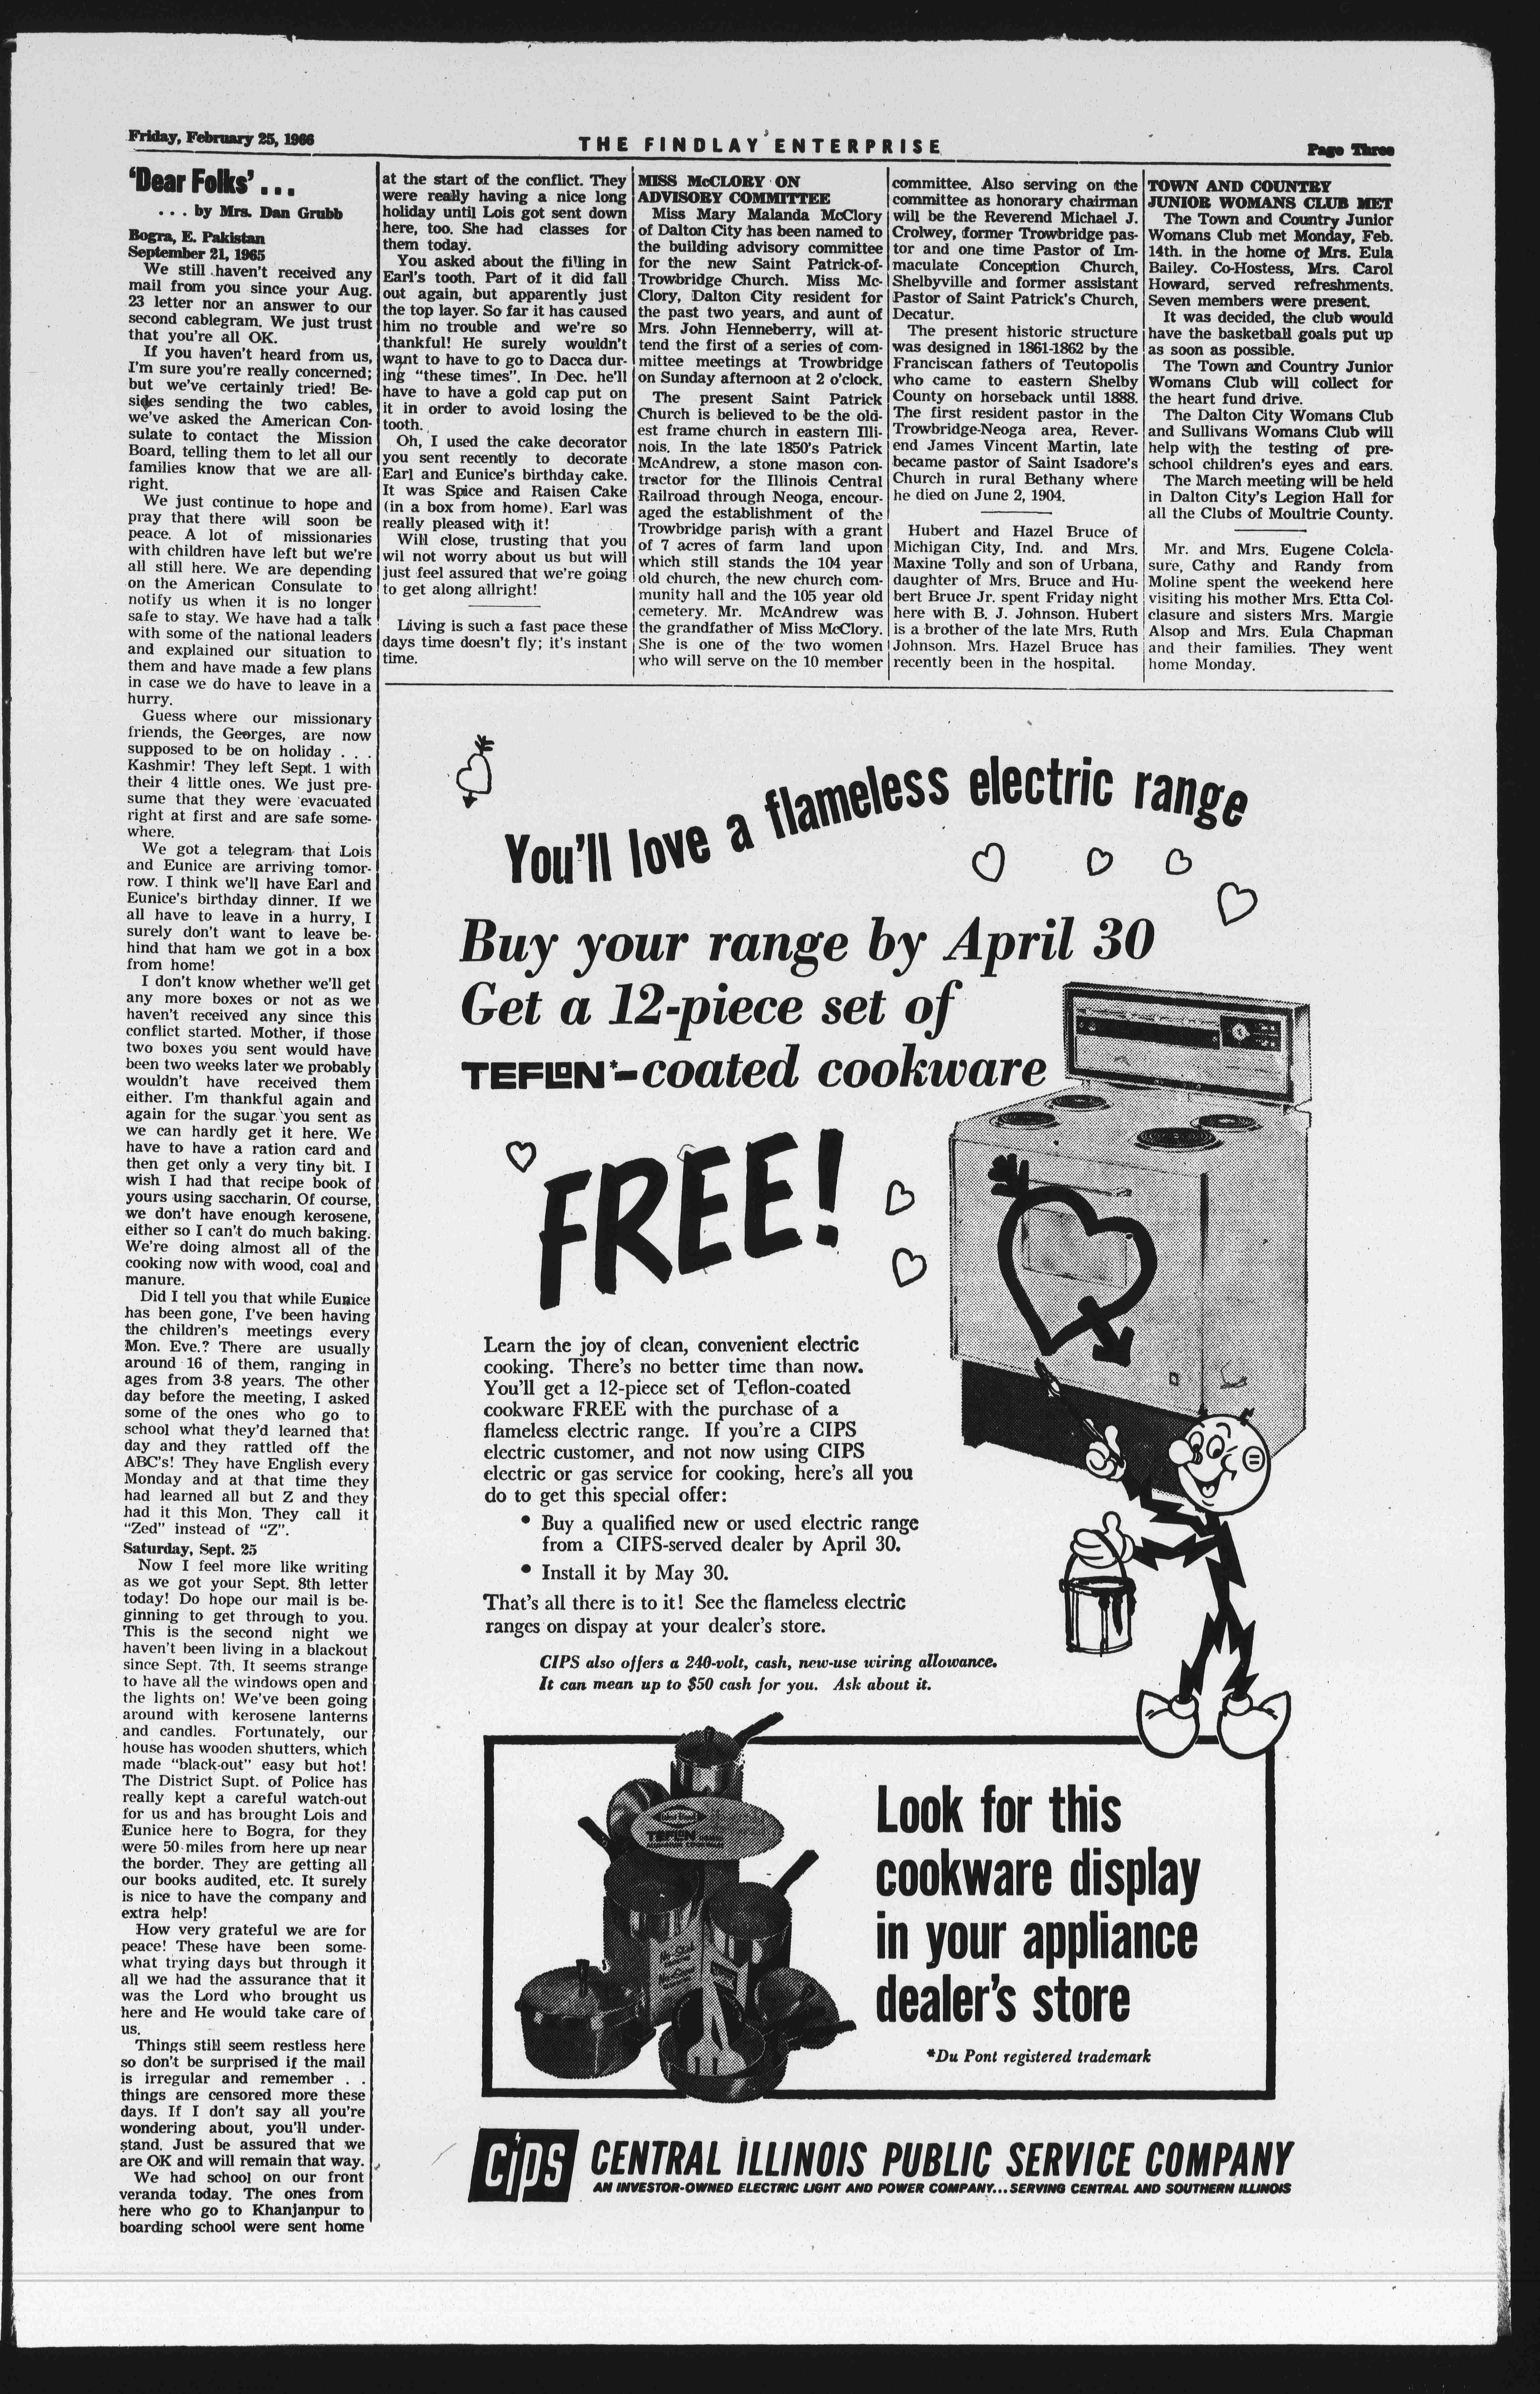 Friday, February 25, 1966
THE FINDLAY ENTERPRISE
Page Three
'Dear Folks' . . .
. . . by Mrs. Dan Grubb
Bogra, E. Pakistan
September 21, 1965
We still haven't received any
mail from you since your Aug.
23 letter nor an answer to our
second cablegram. We just trust
that you're all OK.
If you haven't heard from us,
I'm sure you're really concerned;
but we've certainly tried! Be-
sides sending the two cables,
we've asked the American Con-
sulate to contact the Mission
Board, telling them to let all our
families know that we are all-
right.
We just continue to hope and
pray that there will soon be
peace. A lot of missionaries
with children have left but we're
all still here. We are depending
on the American Consulate to
notify us when it is no longer
safe to stay. We have had a talk
with some of the national leaders
and explained our situation to
them and have made a few plans
in case we do have to leave in a
hurry.
Guess where our missionary
friends, the Georges, are now
supposed to be on holiday . . .
Kashmir! They left Sept. 1 with
their 4 little ones. We just pre-
sume that they were evacuated
right at first and are safe some-
where.
We got a telegram that Lois
and Eunice are arriving tomor-
row. I think we'll have Earl and
Eunice's birthday dinner. If we
all have to leave in a hurry, I
surely don't want to leave be-
hind that ham we got in a box
from home!
I don't know whether we'll get
any more boxes or not as we
haven't received any since this
conflict started. Mother, if those
two boxes you sent would have
been two weeks later we probably
wouldn't have received them
either. I'm thankful again and
again for the sugar you sent as
we can hardly get it here. We
have to have a ration card and
then get only a very tiny bit. I
wish I had that recipe book of
yours using saccharin. Of course,
we don't have enough kerosene,
either so I can't do much baking.
We're doing almost all of the
cooking now with wood, coal and
manure.
Did I tell you that while Eunice
has been gone, I've been having
the children's meetings every
Mon. Eve.? There are usually
around 16 of them, ranging in
ages from 3-8 years. The other
day before the meeting, I asked
some of the ones who go to
school what they'd learned that
day and they rattled off the
ABC's! They have English every
Monday and at that time they
had learned all but Z and they
had it this Mon. They call it
"Zed" instead of "Z".
Saturday, Sept. 25
Now I feel more like writing
as we got your Sept. 8th letter
today! Do hope our mail is be-
ginning to get through to you.
This is the second night we
haven't been living in a blackout
since Sept. 7th. It seems strange
to have all the windows open and
the lights on! We've been going
around with kerosene lanterns
and candles. Fortunately, our
house has wooden shutters, which
made "black-out" easy but hot!
The District Supt. of Police has
really kept a careful watch-out
for us and has brought Lois and
Eunice here to Bogra, for they
were 50 miles from here up near
the border. They are getting all
our books audited, etc. It surely
is nice to have the company and
extra help!
How very grateful we are for
peace! These have been some-
what trying days but through it
all we had the assurance that it
was the Lord who brought us
here and He would take care of
us.
Things still seem restless here
so don't be surprised if the mail
is irregular and remember . .
things are censored more these
days. If I don't say all you're
wondering about, you'll under-
stand. Just be assured that we
are OK and will remain that way.
We had school on our front
veranda today. The ones from
here who go to Khanjanpur to
boarding school were sent home
at the start of the conflict. They
were really having a nice long
holiday until Lois got sent down
here, too. She had classes for
them today.
You asked about the filling in
Earl's tooth. Part of it did fall
out again, but apparently just
the top layer. So far it has caused
him no trouble and we're so
thankful! He surely wouldn't
want to have to go to Dacca dur-
ing "these times". In Dec. he'll
have to have a gold cap put on
it in order to avoid losing the
tooth.
Oh, I used the cake decorator
you sent recently to decorate
Earl and Eunice's birthday cake.
It was Spice and Raisen Cake
(in a box from home). Earl was
really pleased with it!
Will close, trusting that you
wil not worry about us but will
just feel assured that we're going
to get along allright!
Living is such a fast pace these
days time doesn't fly; it's instant
time.
MISS McCLORY ON
ADVISORY COMMITTEE
Miss Mary Malanda McClory
of Dalton City has been named to
the building advisory committee
for the new Saint Patrick-of-
Trowbridge Church. Miss Mc-
Clory, Dalton City resident for
the past two years, and aunt of
Mrs. John Henneberry, will at-
tend the first of a series of com-
mittee meetings at Trowbridge
on Sunday afternoon at 2 o'clock.
The present Saint Patrick
Church is believed to be the old-
est frame church in eastern Illi-
nois. In the late 1850's Patrick
McAndrew, a stone mason con-
tractor for the Illinois Central
Railroad through Neoga, encour-
aged the establishment of the
Trowbridge parish with a grant
of 7 acres of farm land upon
which still stands the 104 year
old church, the new church com-
munity hall and the 105 year old
cemetery. Mr. McAndrew was
the grandfather of Miss McClory.
She is one of the two women
who will serve on the 10 member
committee. Also serving on the
committee as honorary chairman
will be the Reverend Michael J.
Crolwey, former Trowbridge pas-
tor and one time Pastor of Im-
maculate Conception Church,
Shelbyville and former assistant
Pastor of Saint Patrick's Church,
Decatur.
The present historic structure
was designed in 1861-1862 by the
Franciscan fathers of Teutopolis
who came to eastern Shelby
County on horseback until 1888.
The first resident pastor in the
Trowbridge-Neoga area, Rever-
end James Vincent Martin, late
became pastor of Saint Isadore's
Church in rural Bethany where
he died on June 2, 1904.
Hubert and Hazel Bruce of
Michigan City, Ind. and Mrs.
Maxine Tolly and son of Urbana,
daughter of Mrs. Bruce and Hu-
bert Bruce Jr. spent Friday night
here with B. J. Johnson. Hubert
is a brother of the late Mrs. Ruth
Johnson. Mrs. Hazel Bruce has
recently been in the hospital.
TOWN AND COUNTRY
JUNIOR WOMANS CLUB MET
The Town and Country Junior
Womans Club met Monday, Feb.
14th. in the home of Mrs. Eula
Bailey. Co-Hostess, Mrs. Carol
Howard, served refreshments.
Seven members were present.
It was decided, the club would
have the basketball goals put up
as soon as possible.
The Town and Country Junior
Womans Club will collect for
the heart fund drive.
The Dalton City Womans Club
and Sullivans Womans Club will
help with the testing of pre-
school children's eyes and ears.
The March meeting will be held
in Dalton City's Legion Hall for
all the Clubs of Moultrie County.
Mr. and Mrs. Eugene Colcla-
sure, Cathy and Randy from
Moline spent the weekend here
visiting his mother Mrs. Etta Col-
clasure and sisters Mrs. Margie
Alsop and Mrs. Eula Chapman
and their families. They went
home Monday.
You'll love a flameless electric range
Buy your range by April 30
Get a 12-piece set of
TEFLON*-coated cookware
FREE!
Learn the joy of clean, convenient electric
cooking. There's no better time than now.
You'll get a 12-piece set of Teflon-coated
cookware FREE with the purchase of a
flameless electric range. If you're a CIPS
electric customer, and not now using CIPS
electric or gas service for cooking, here's all you
do to get this special offer:
• Buy a qualified new or used electric range
from a CIPS-served dealer by April 30.
• Install it by May 30.
That's all there is to it! See the flameless electric
ranges on dispay at your dealer's store.
CIPS also offers a 240-volt, cash, new-use wiring allowance.
It can mean up to $50 cash for you. Ask about it.
TEFLON
Look for this
cookware display
in your appliance
dealer's store
*Du Pont registered trademark
CIPS CENTRAL ILLINOIS PUBLIC SERVICE COMPANY
AN INVESTOR-OWNED ELECTRIC LIGHT AND POWER COMPANY...SERVING CENTRAL AND SOUTHERN ILLINOIS